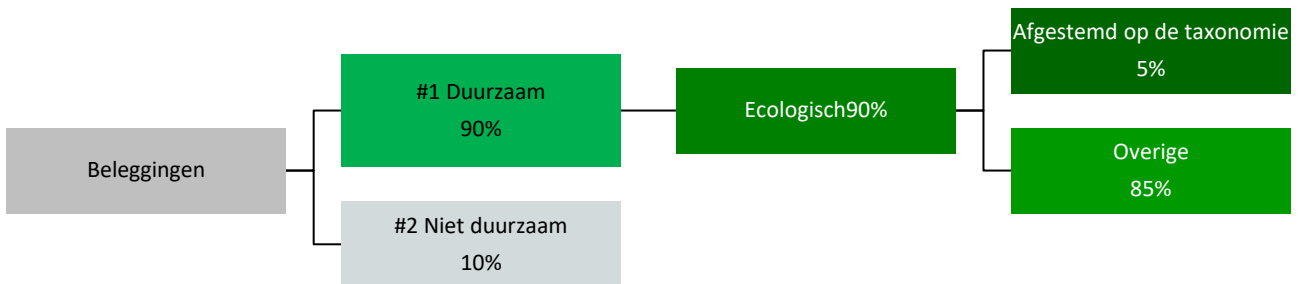 Beleggingen
#1 Duurzaam
90%
#2 Niet duurzaam
10%
Ecologisch90%
Afgestemd op de taxonomie
5%
Overige
85%